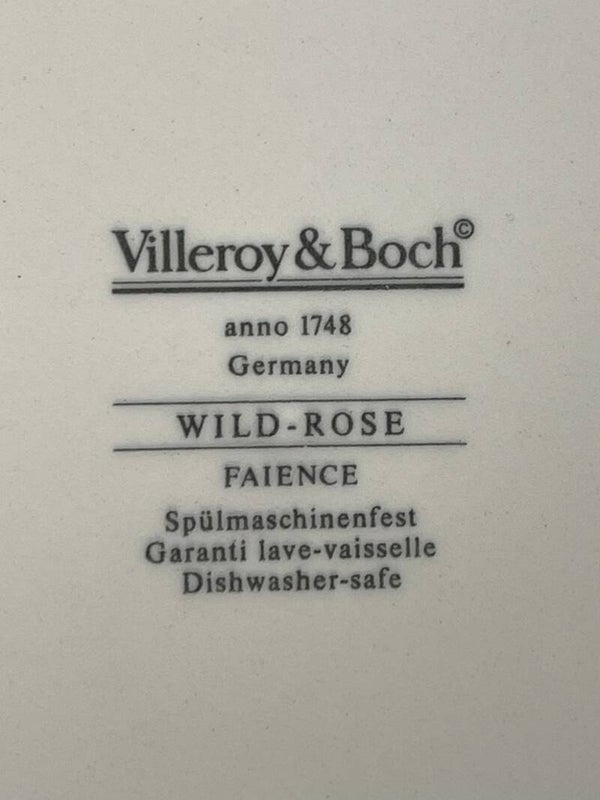 Villeroy & Boch©
anno 1748
Germany
WILD-ROSE
FAIENCE
Spülmaschinenfest
Garanti lave-vaisselle
Dishwasher-safe